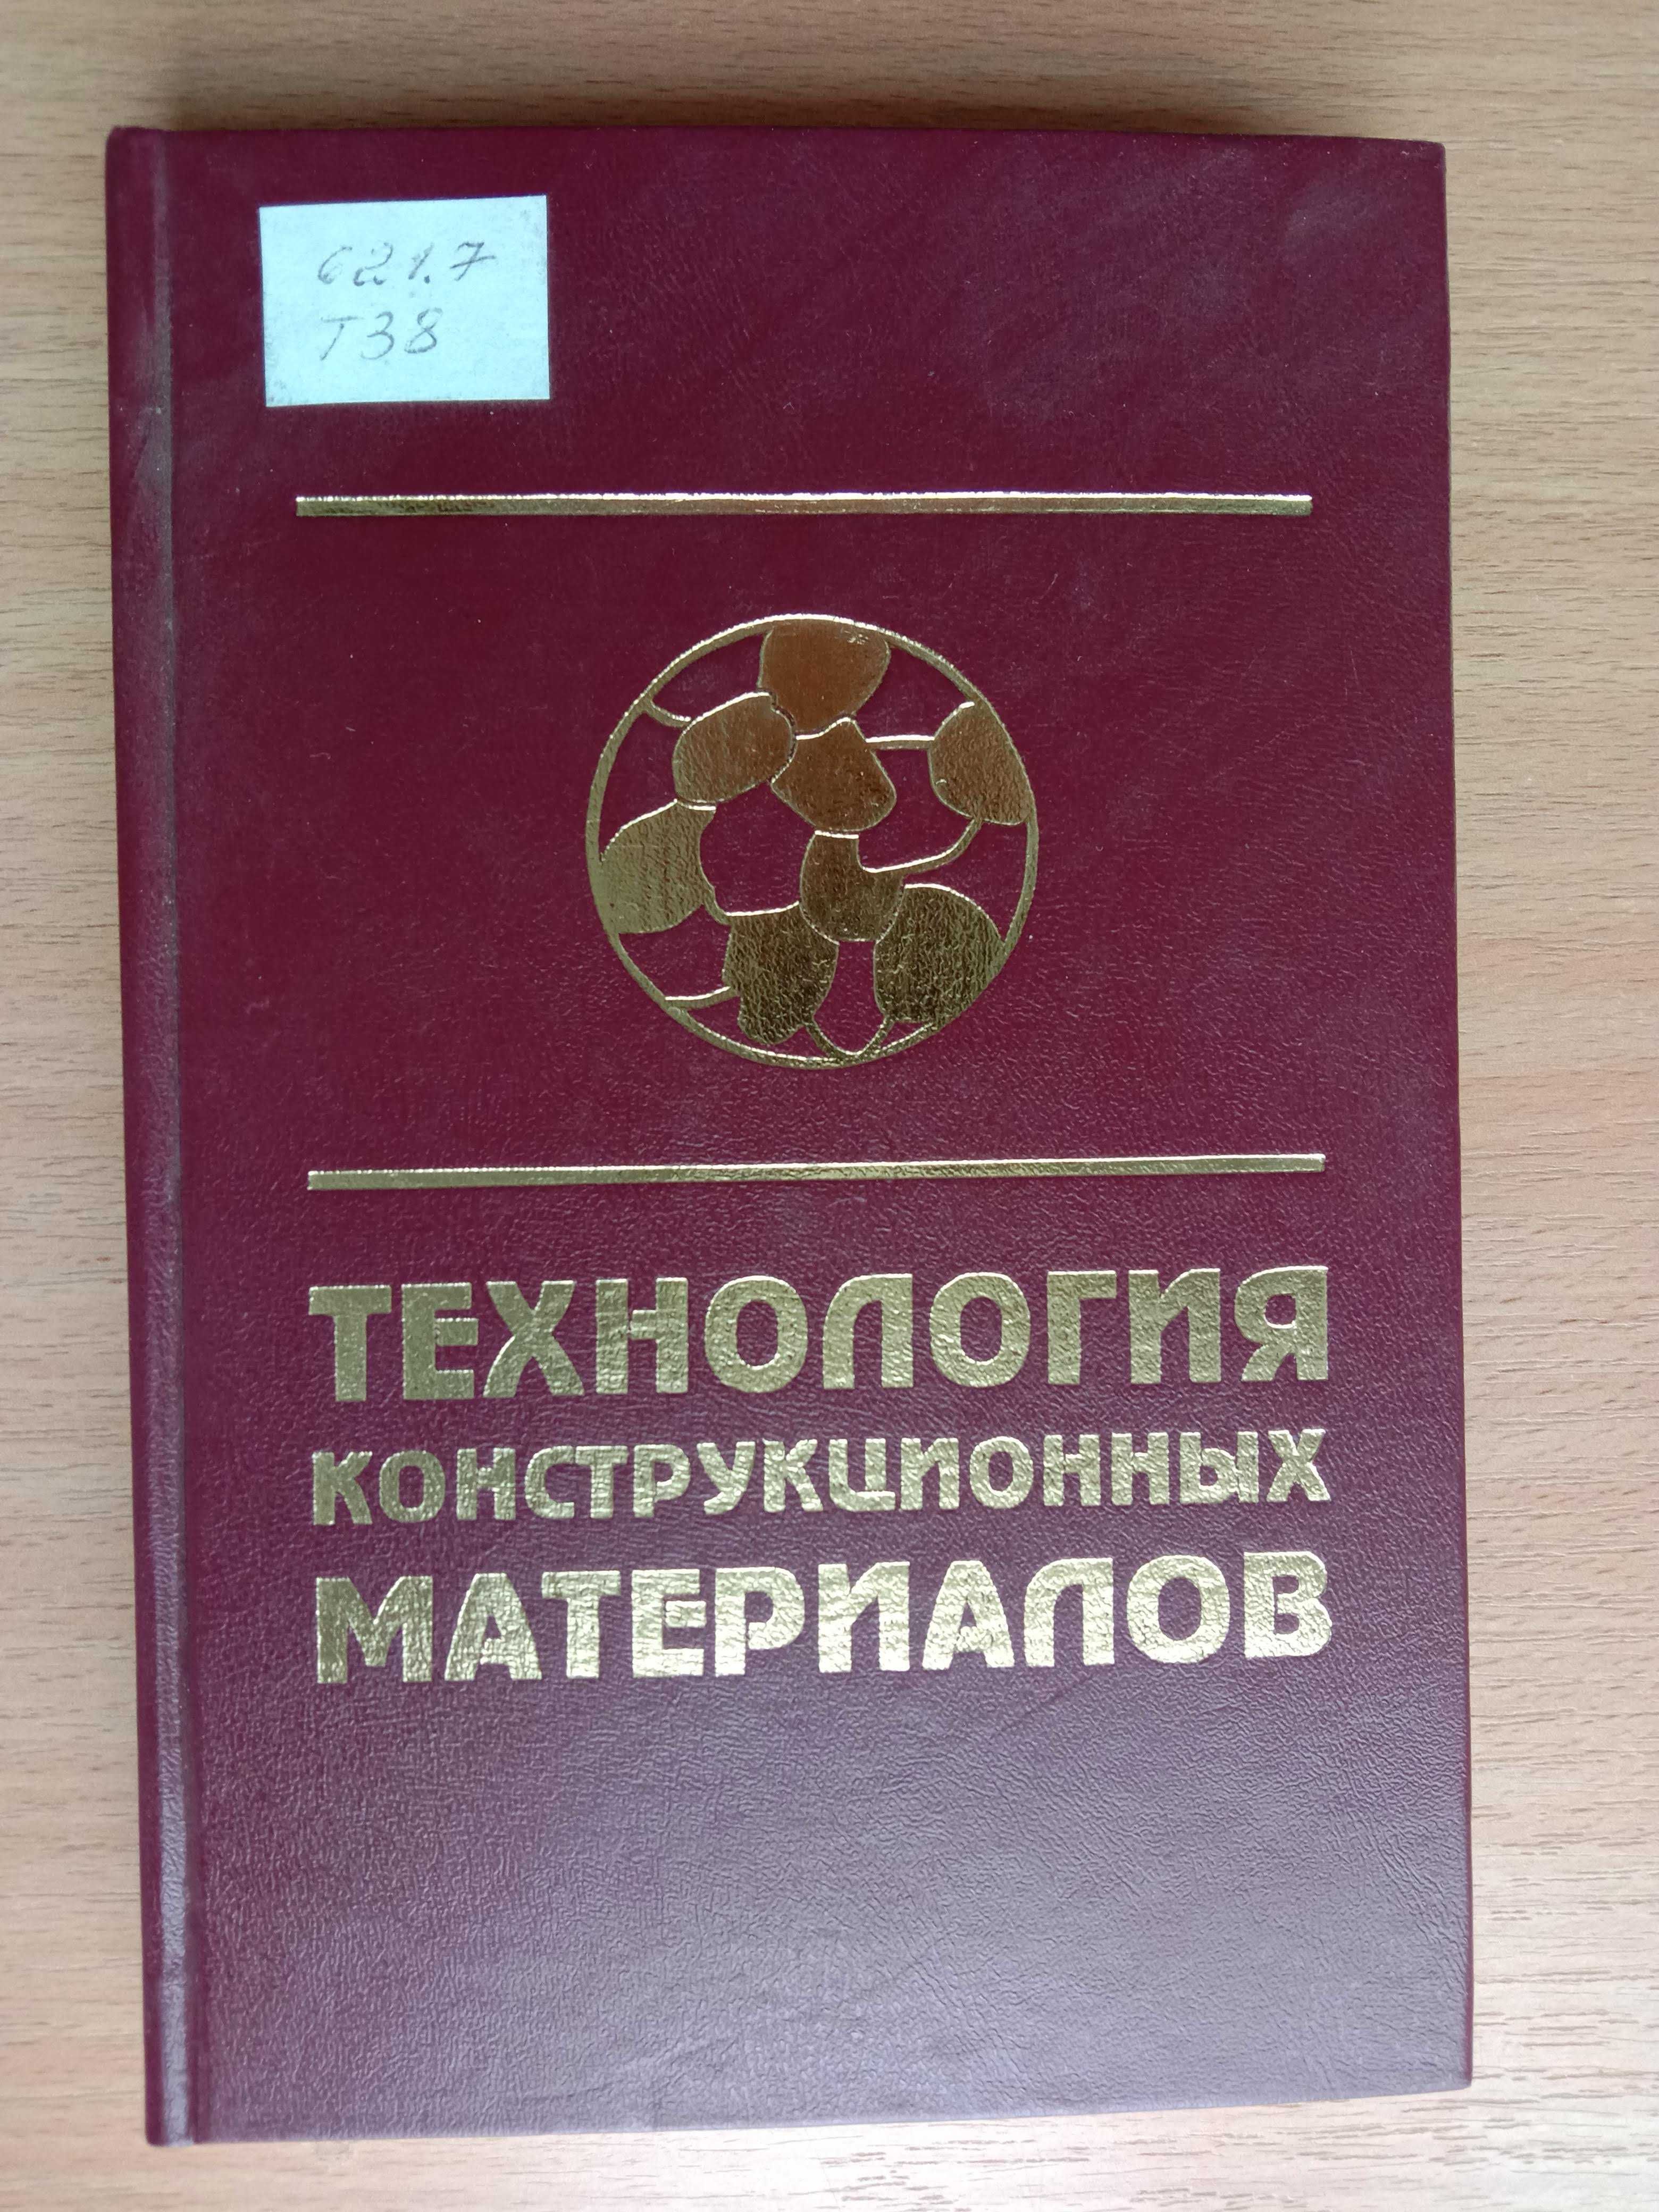 621.7
Т38
ТЕХНОЛОГИЯ
КОНСТРУКЦИОННЫХ
МАТЕРИАЛОВ